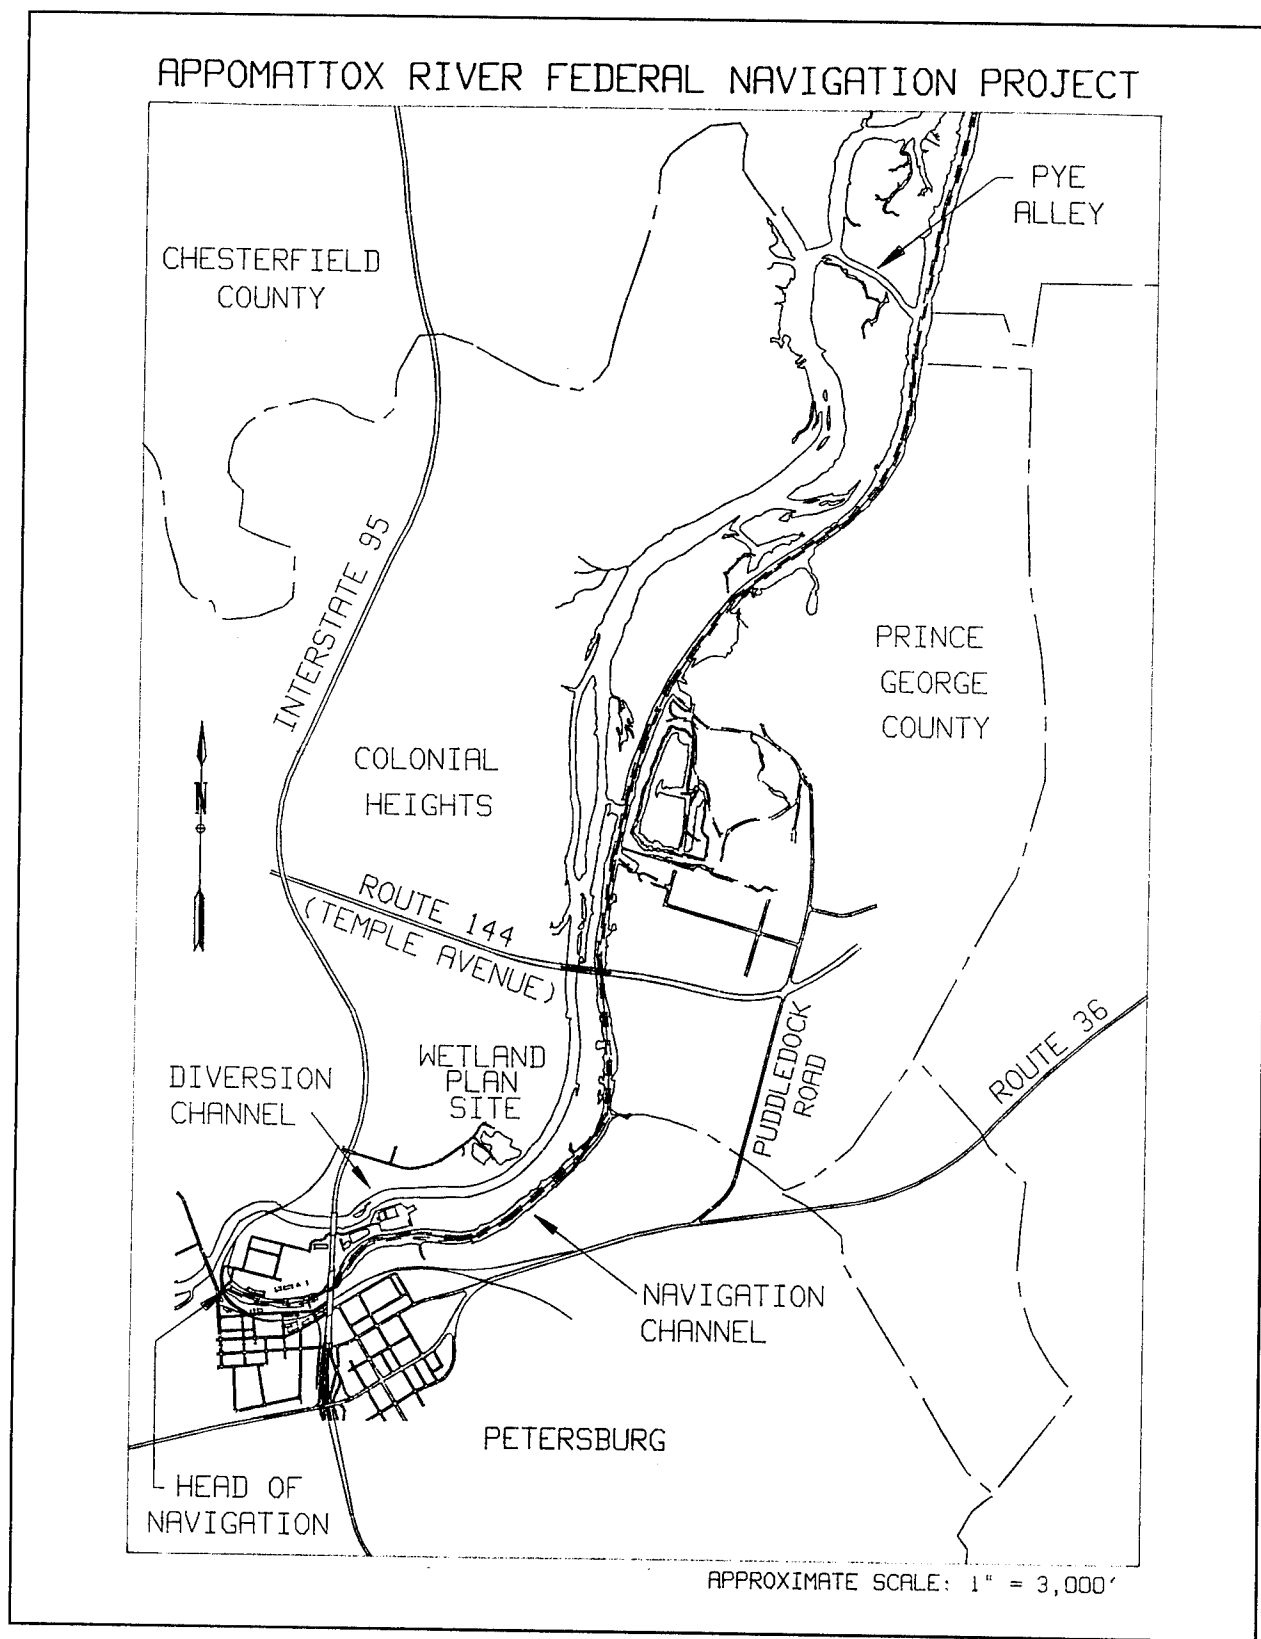 APPOMATTOX RIVER FEDERAL NAVIGATION PROJECT
PYE
ALLEY
CHESTERFIELD
COUNTY
INTERSTATE 95
PRINCE
GEORGE
COUNTY
N
COLONIAL
HEIGHTS
ROUTE 144
(TEMPLE AVENUE)
ROUTE 36
PUDDLEDOCK
ROAD
WETLAND
PLAN
SITE
DIVERSION
CHANNEL
NAVIGATION
CHANNEL
PETERSBURG
HEAD OF
NAVIGATION
APPROXIMATE SCALE: 1" = 3,000'